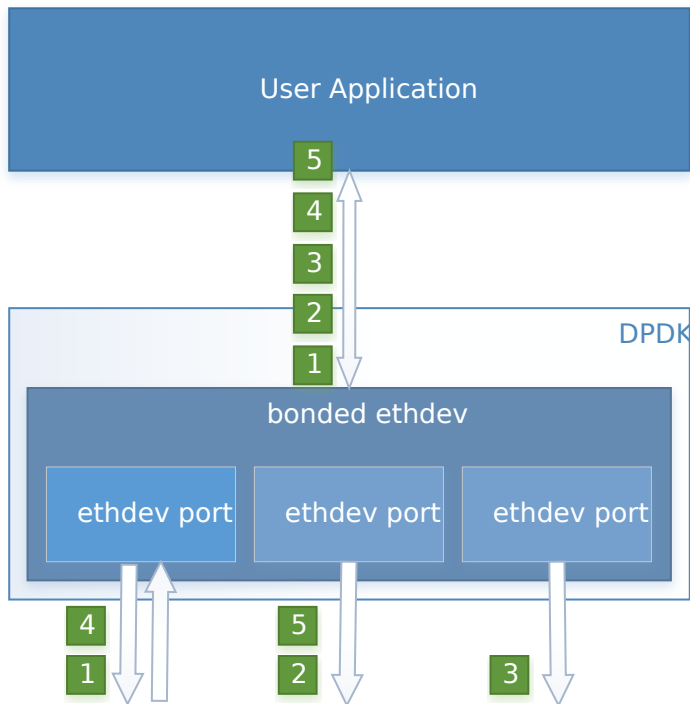 User Application
5
4
3
2
DPDK
1
bonded ethdev
ethdev port ethdev port ethdev port
4 5
1 2 3